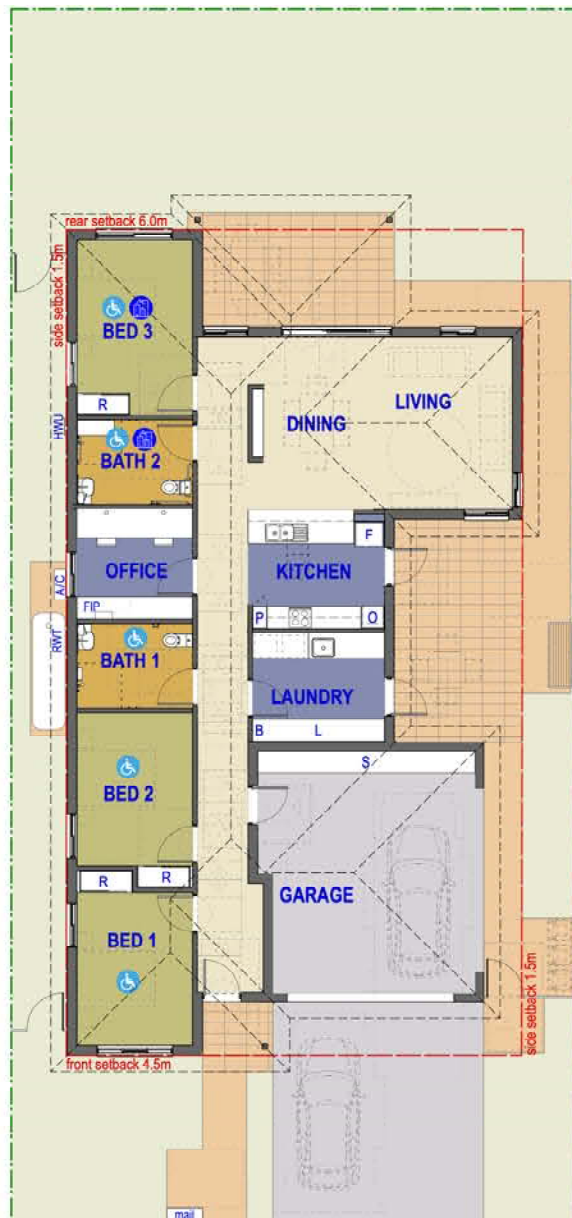 rear setback 6.0m
side setback 1.5m
BED 3
R
LIVING
DINING
HWU
BATH 2
F
OFFICE
KITCHEN
A/C
FIP
P
O
RWT
BATH 1
LAUNDRY
B
L
S
BED 2
R
R
GARAGE
BED 1
side setback 1.5m
front setback 4.5m
mail